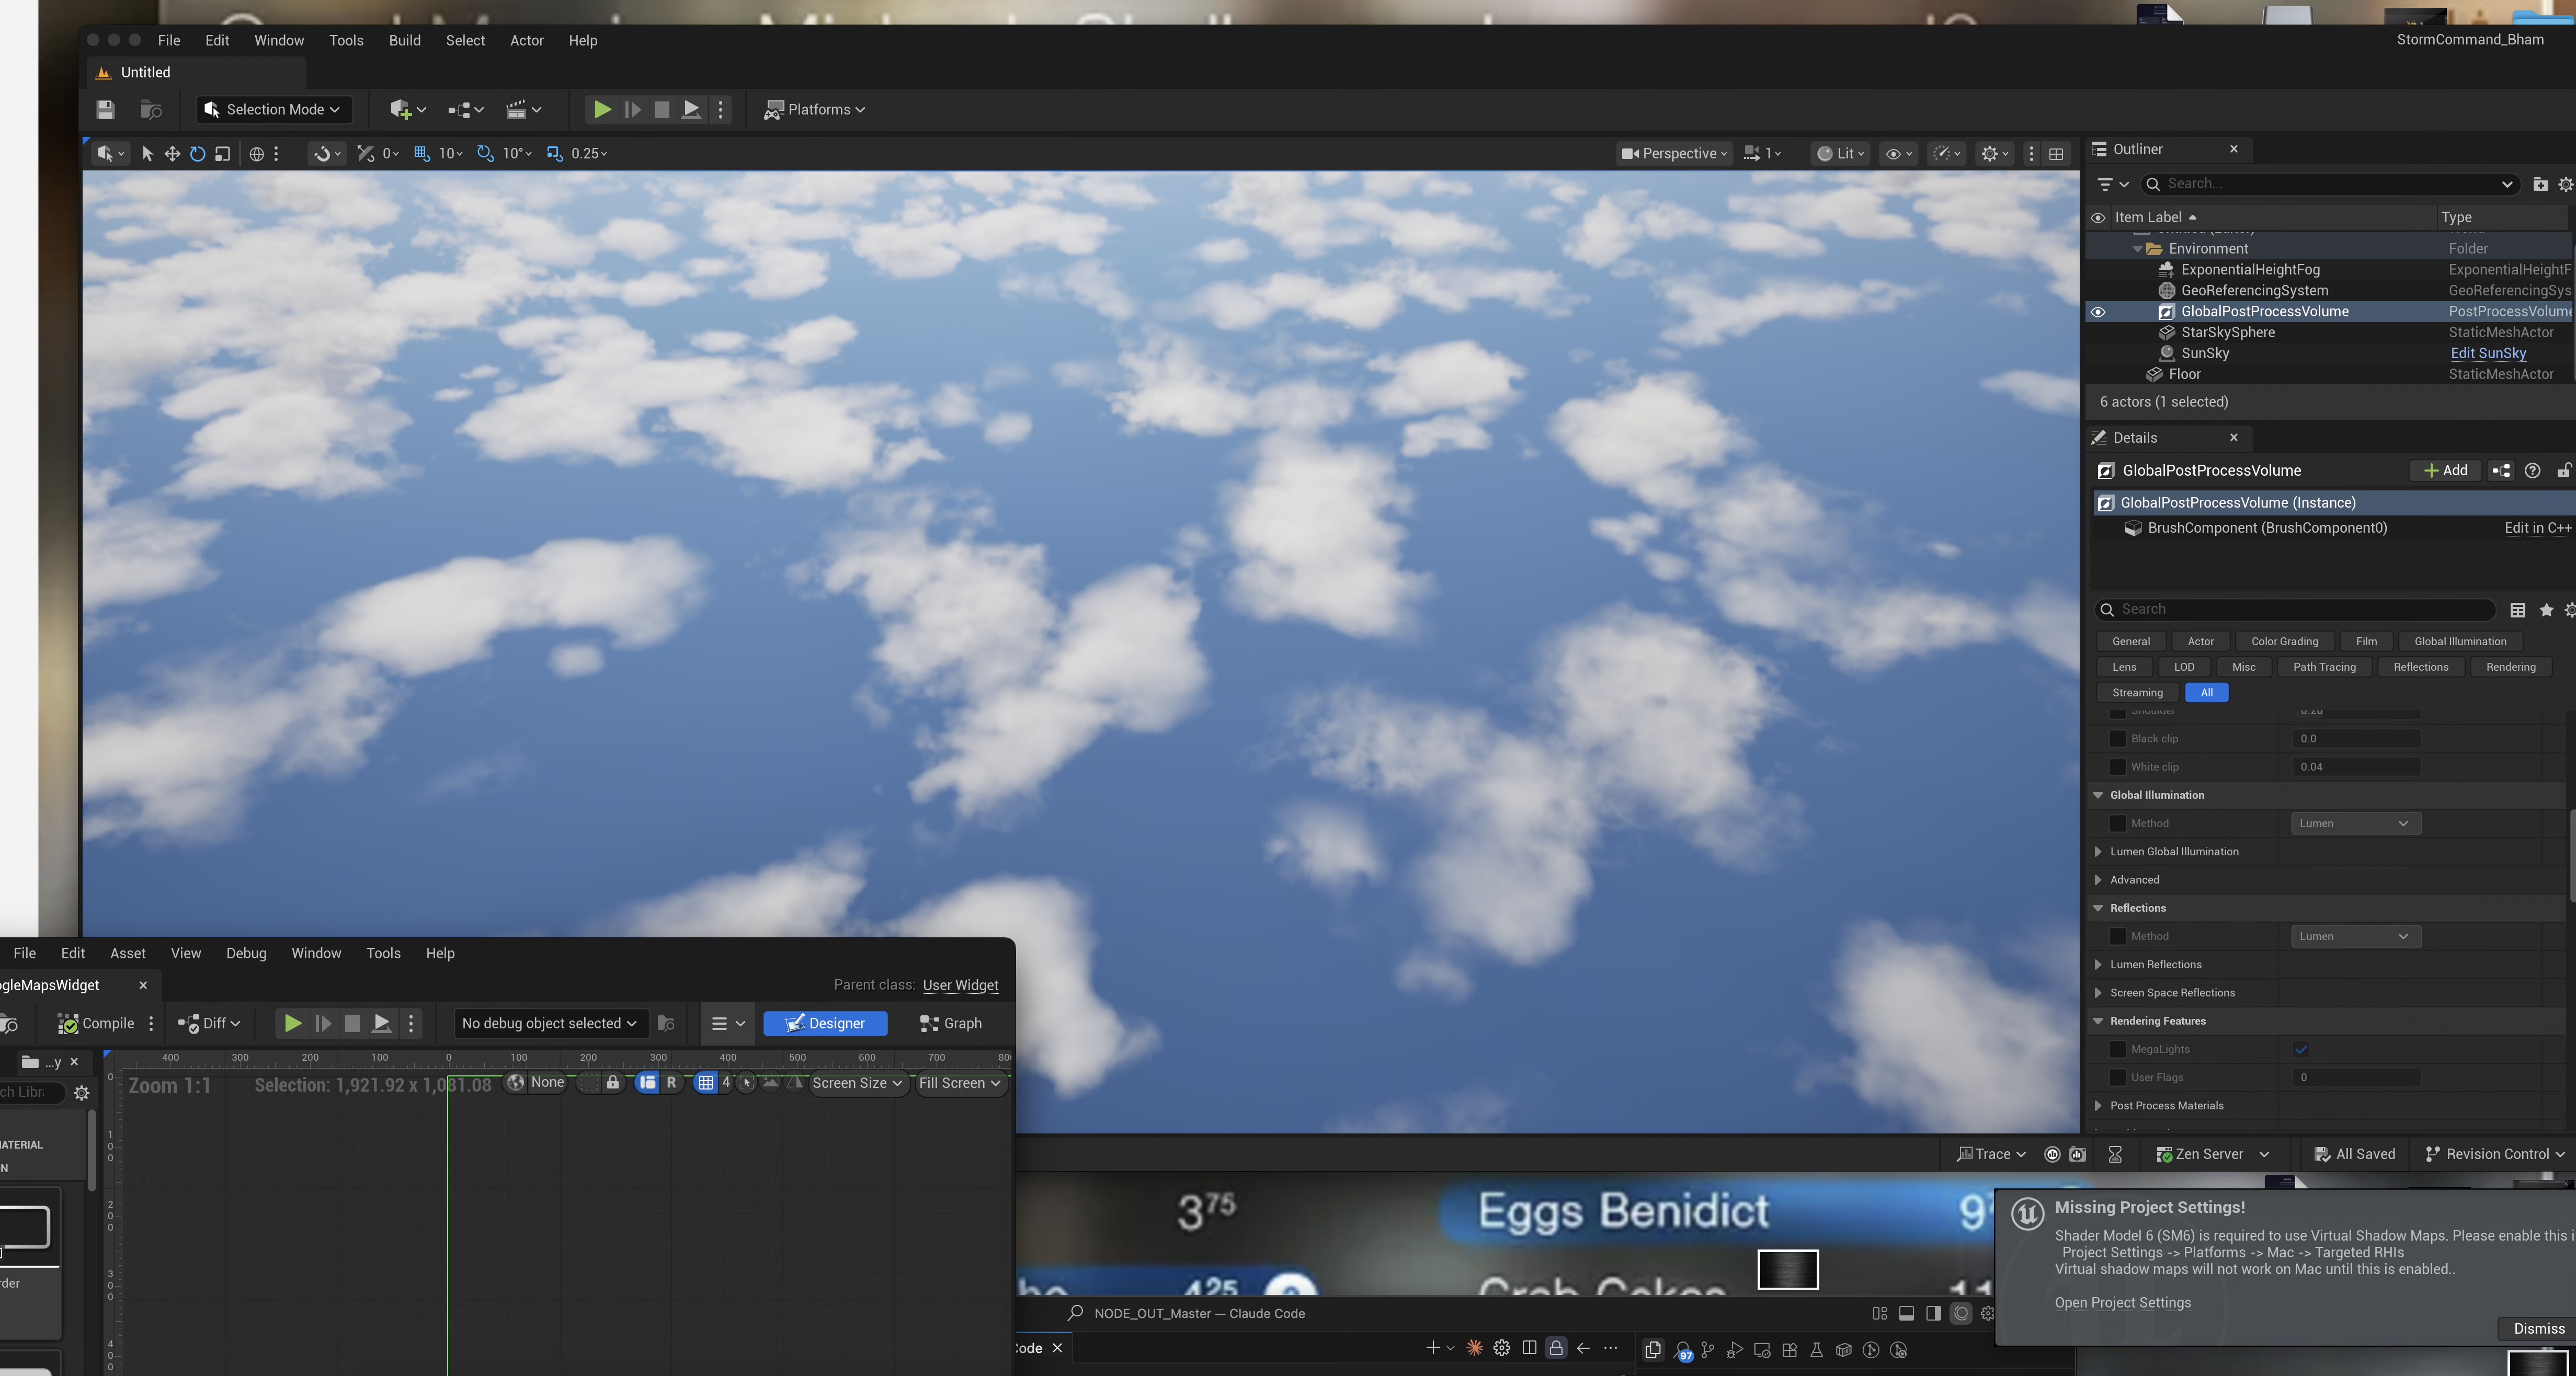 File Edit Window Tools Build Select Actor Help
StormCommand_Bham
Untitled
Selection Mode
Platforms
0 10 10° 0.25
Perspective 1 Lit
Outliner
Search...
Item Label Type
Environment Folder
ExponentialHeightFog ExponentialHeightF
GeoReferencingSystem GeoReferencingSys
GlobalPostProcessVolume PostProcessVolume
StarSkySphere StaticMeshActor
SunSky Edit SunSky
Floor StaticMeshActor
6 actors (1 selected)
Details
GlobalPostProcessVolume Add
GlobalPostProcessVolume (Instance)
BrushComponent (BrushComponent0) Edit in C++
Search
General Actor Color Grading Film Global Illumination
Lens LOD Misc Path Tracing Reflections Rendering
Streaming All
Black clip 0.0
White clip 0.04
Global Illumination
Method Lumen
Lumen Global Illumination
Advanced
Reflections
Method Lumen
Lumen Reflections
Screen Space Reflections
Rendering Features
MegaLights
User Flags 0
Post Process Materials
Trace Zen Server All Saved Revision Control
File Edit Asset View Debug Window Tools Help
gleMapsWidget
Parent class: User Widget
Compile Diff No debug object selected Designer Graph
...y
400 300 200 100 0 100 200 300 400 500 600 700 80
Zoom 1:1 Selection: 1,921.92 x 1,081.08 None R 4 Screen Size Fill Screen
ch Libr
ATERIAL
N
rder
3 75 Eggs Benidict 9
4 25
Missing Project Settings!
Shader Model 6 (SM6) is required to use Virtual Shadow Maps. Please enable this i
Project Settings -> Platforms -> Mac -> Targeted RHIs
Virtual shadow maps will not work on Mac until this is enabled..
Open Project Settings
Dismiss
NODE_OUT_Master — Claude Code
Code
97